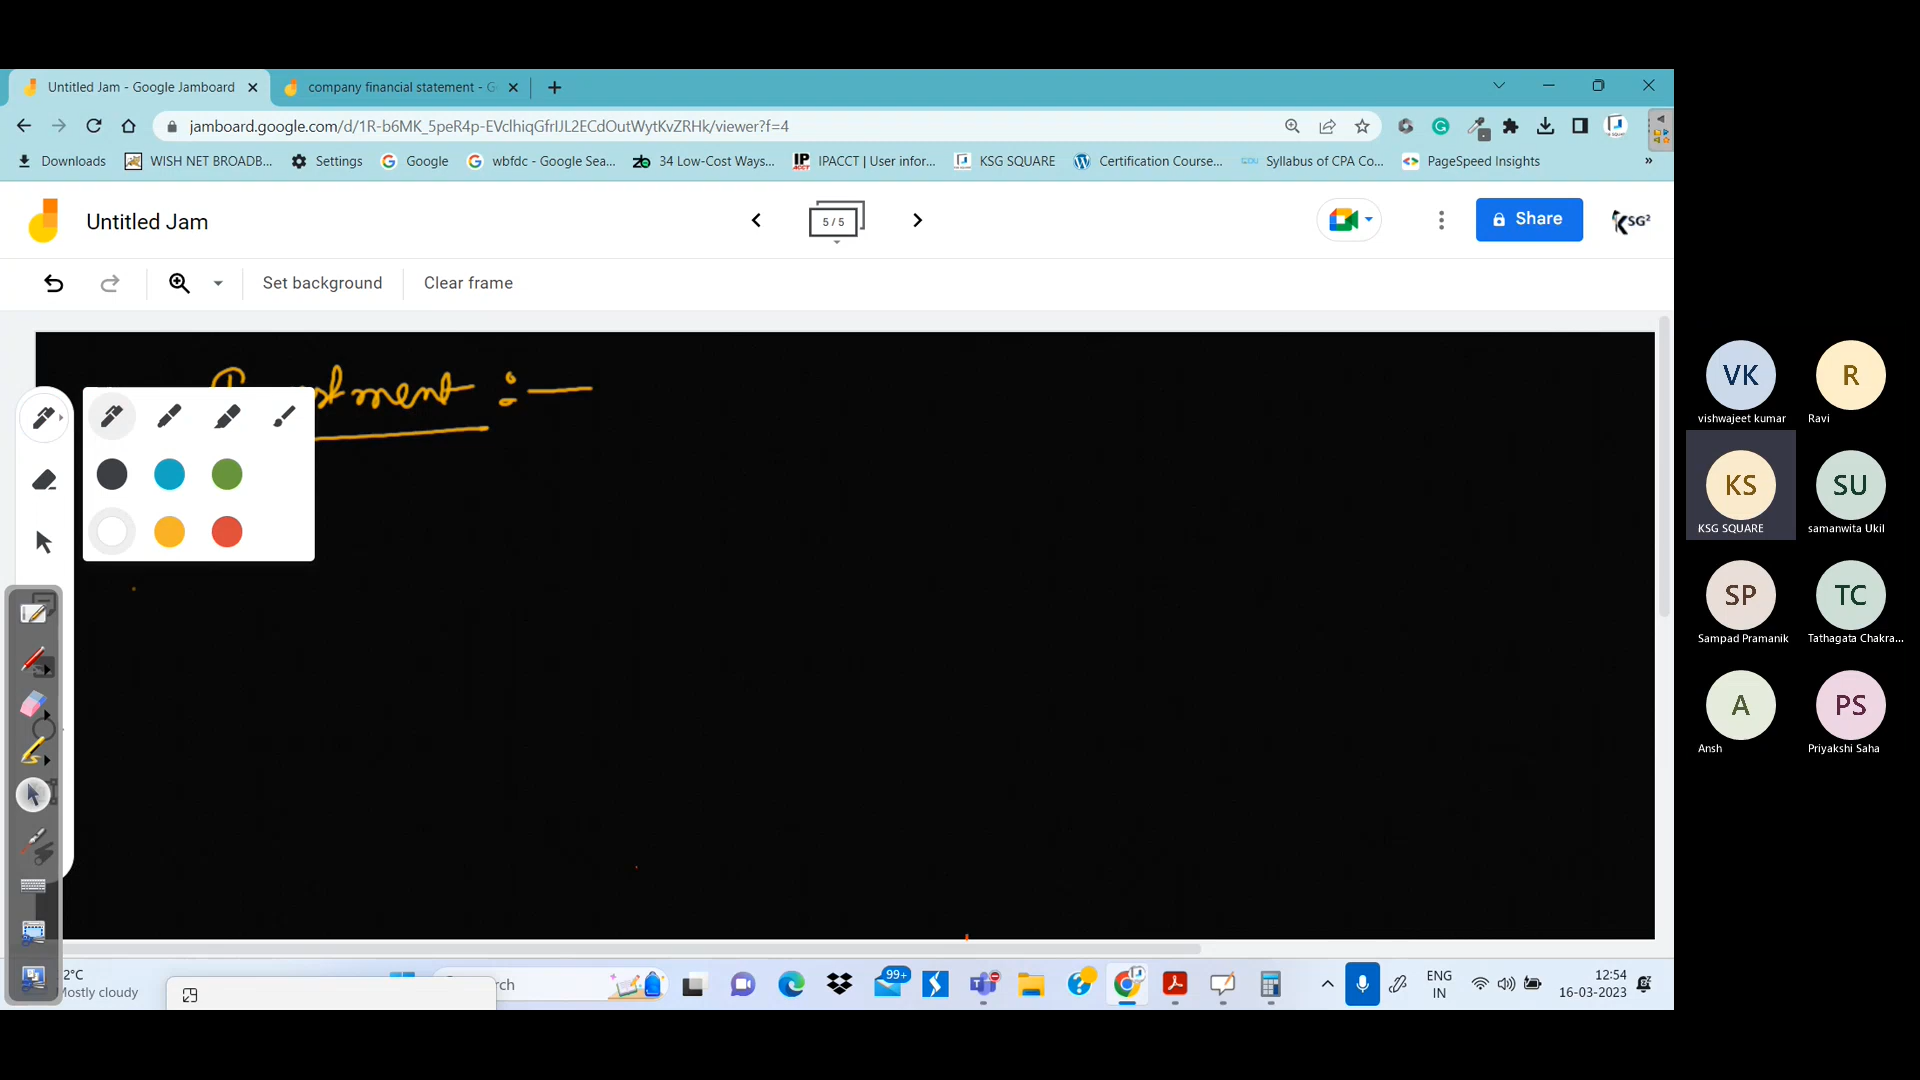 Untitled Jam - Google Jamboard
company financial statement - G
jamboard.google.com/d/1R-b6MK_5peR4p-EVclhiqGfrIJL2ECdOutWytKvZRHk/viewer?f=4
Downloads WISH NET BROADB... Settings Google wbfdc - Google Sea... 34 Low-Cost Ways... IPACCT | User infor... KSG SQUARE Certification Course... Syllabus of CPA Co... PageSpeed Insights »
Untitled Jam
5 / 5
Share
KSG²
Set background
Clear frame
VK
vishwajeet kumar
R
Ravi
KS
KSG SQUARE
SU
samanwita Ukil
SP
Sampad Pramanik
TC
Tathagata Chakra...
A
Ansh
PS
Priyakshi Saha
2°C
Mostly cloudy
rch
99+
ENG
IN
12:54
16-03-2023